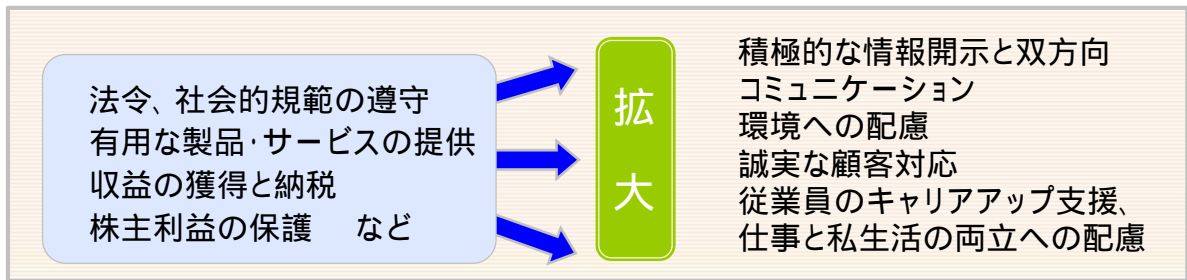 法令、社会的規範の遵守
有用な製品・サービスの提供
収益の獲得と納税
株主利益の保護　など
拡
大
積極的な情報開示と双方向
コミュニケーション
環境への配慮
誠実な顧客対応
従業員のキャリアアップ支援、
仕事と私生活の両立への配慮